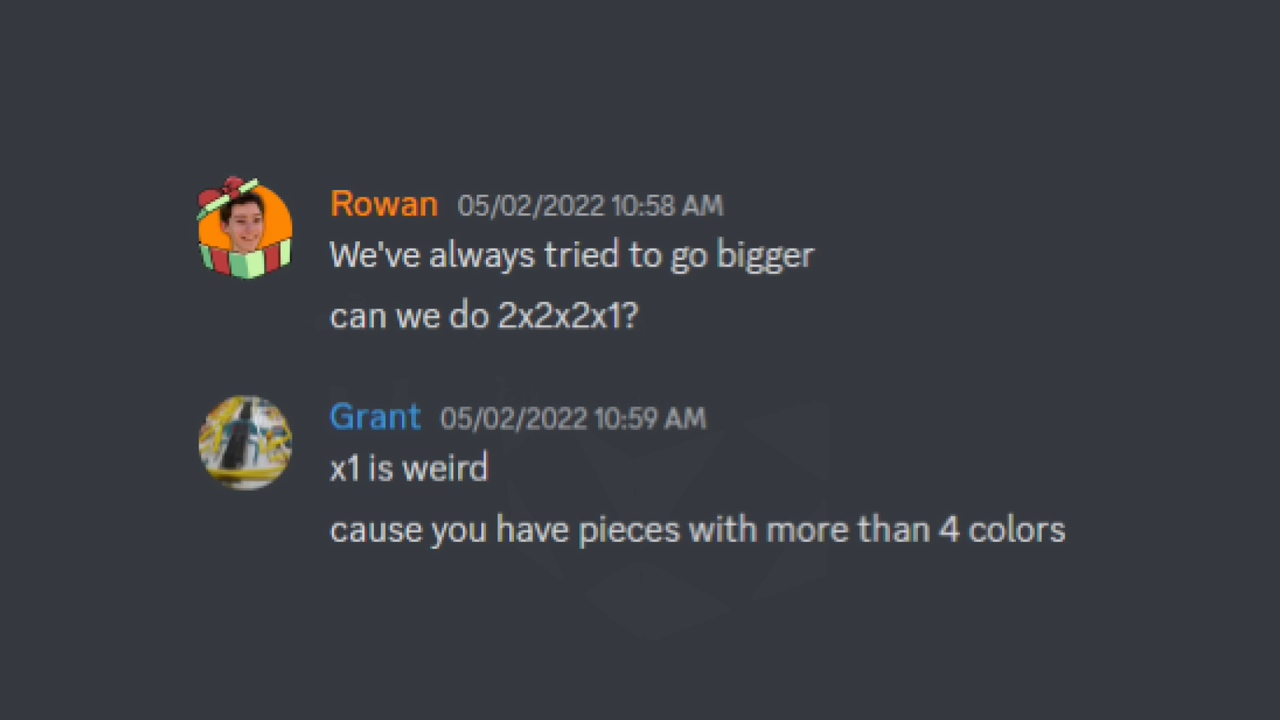 Rowan 05/02/2022 10:58 AM
We've always tried to go bigger
can we do 2x2x2x1?
Grant 05/02/2022 10:59 AM
x1 is weird
cause you have pieces with more than 4 colors